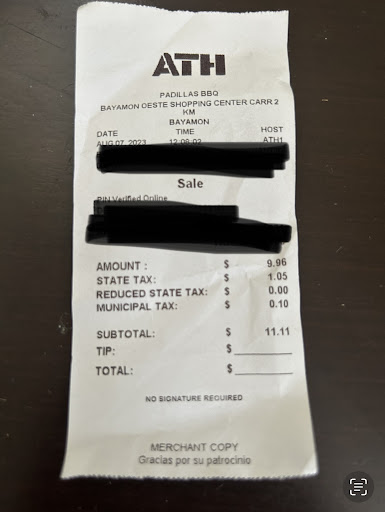 ATH
PADILLAS BBQ
BAYAMON OESTE SHOPPING CENTER CARR.2
KM
BAYAMON
DATE TIME HOST
AUG 07, 2023 12:08:02 ATH1
Sale
PIN Verified Online
AMOUNT : $ 9.96
STATE TAX: $ 1.05
REDUCED STATE TAX: $ 0.00
MUNICIPAL TAX: $ 0.10
SUBTOTAL: $ 11.11
TIP: $
TOTAL: $
NO SIGNATURE REQUIRED
MERCHANT COPY
Gracias por su patrocinio